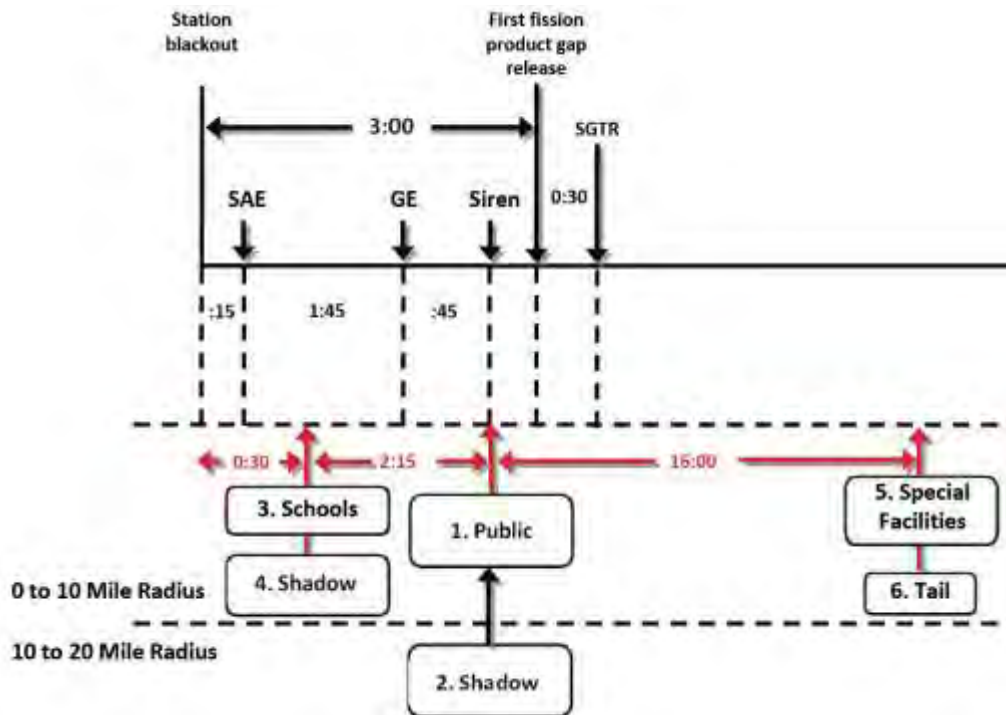 Station
blackout
First fission
product gap
release
3:00
SGTR
SAE
GE
Siren
0:30
:15
1:45
:45
0:30
2:15
16:00
3. Schools
1. Public
5. Special
Facilities
4. Shadow
6. Tail
0 to 10 Mile Radius
10 to 20 Mile Radius
2. Shadow